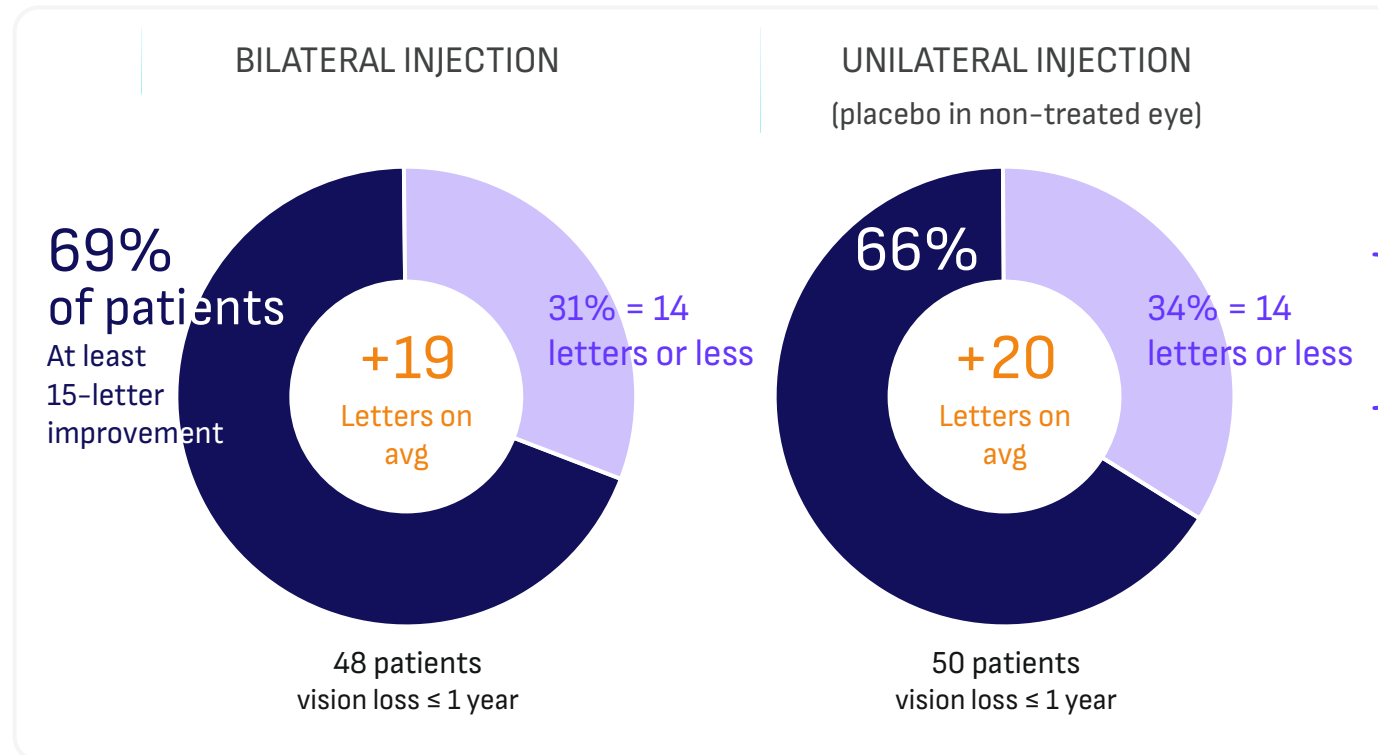 BILATERAL INJECTION
69%
of patients
At least
15-letter
improvement
+19
Letters on
avg
31% = 14
letters or less
48 patients
vision loss ≤ 1 year
UNILATERAL INJECTION
(placebo in non-treated eye)
66%
+20
Letters on
avg
34% = 14
letters or less
50 patients
vision loss ≤ 1 year